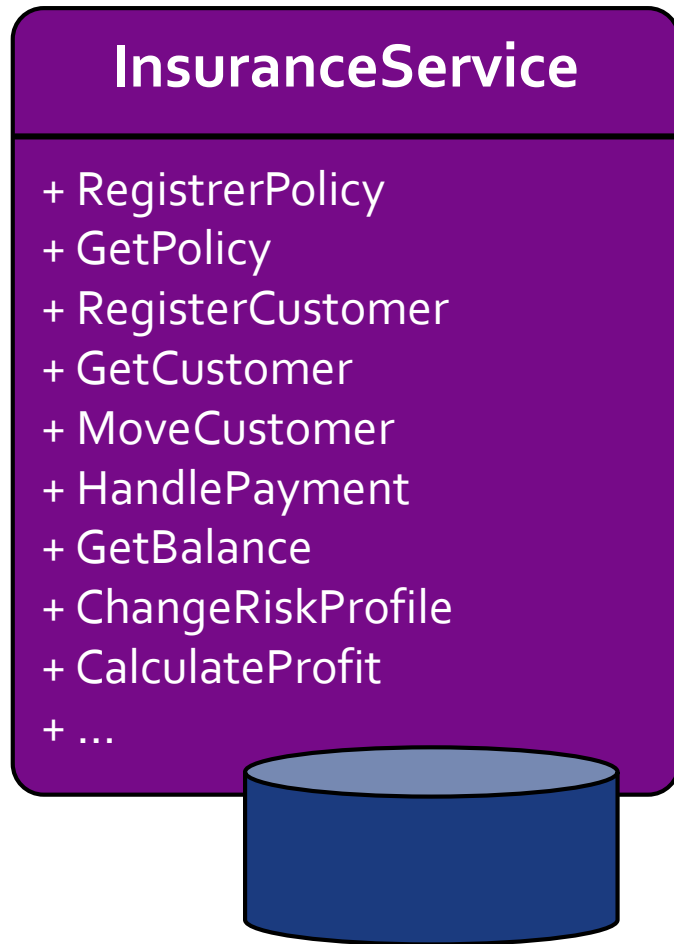 InsuranceService
+ RegistrerPolicy
+ GetPolicy
+ RegisterCustomer
+ GetCustomer
+ MoveCustomer
+ HandlePayment
+ GetBalance
+ ChangeRiskProfile
+ CalculateProfit
+ ...